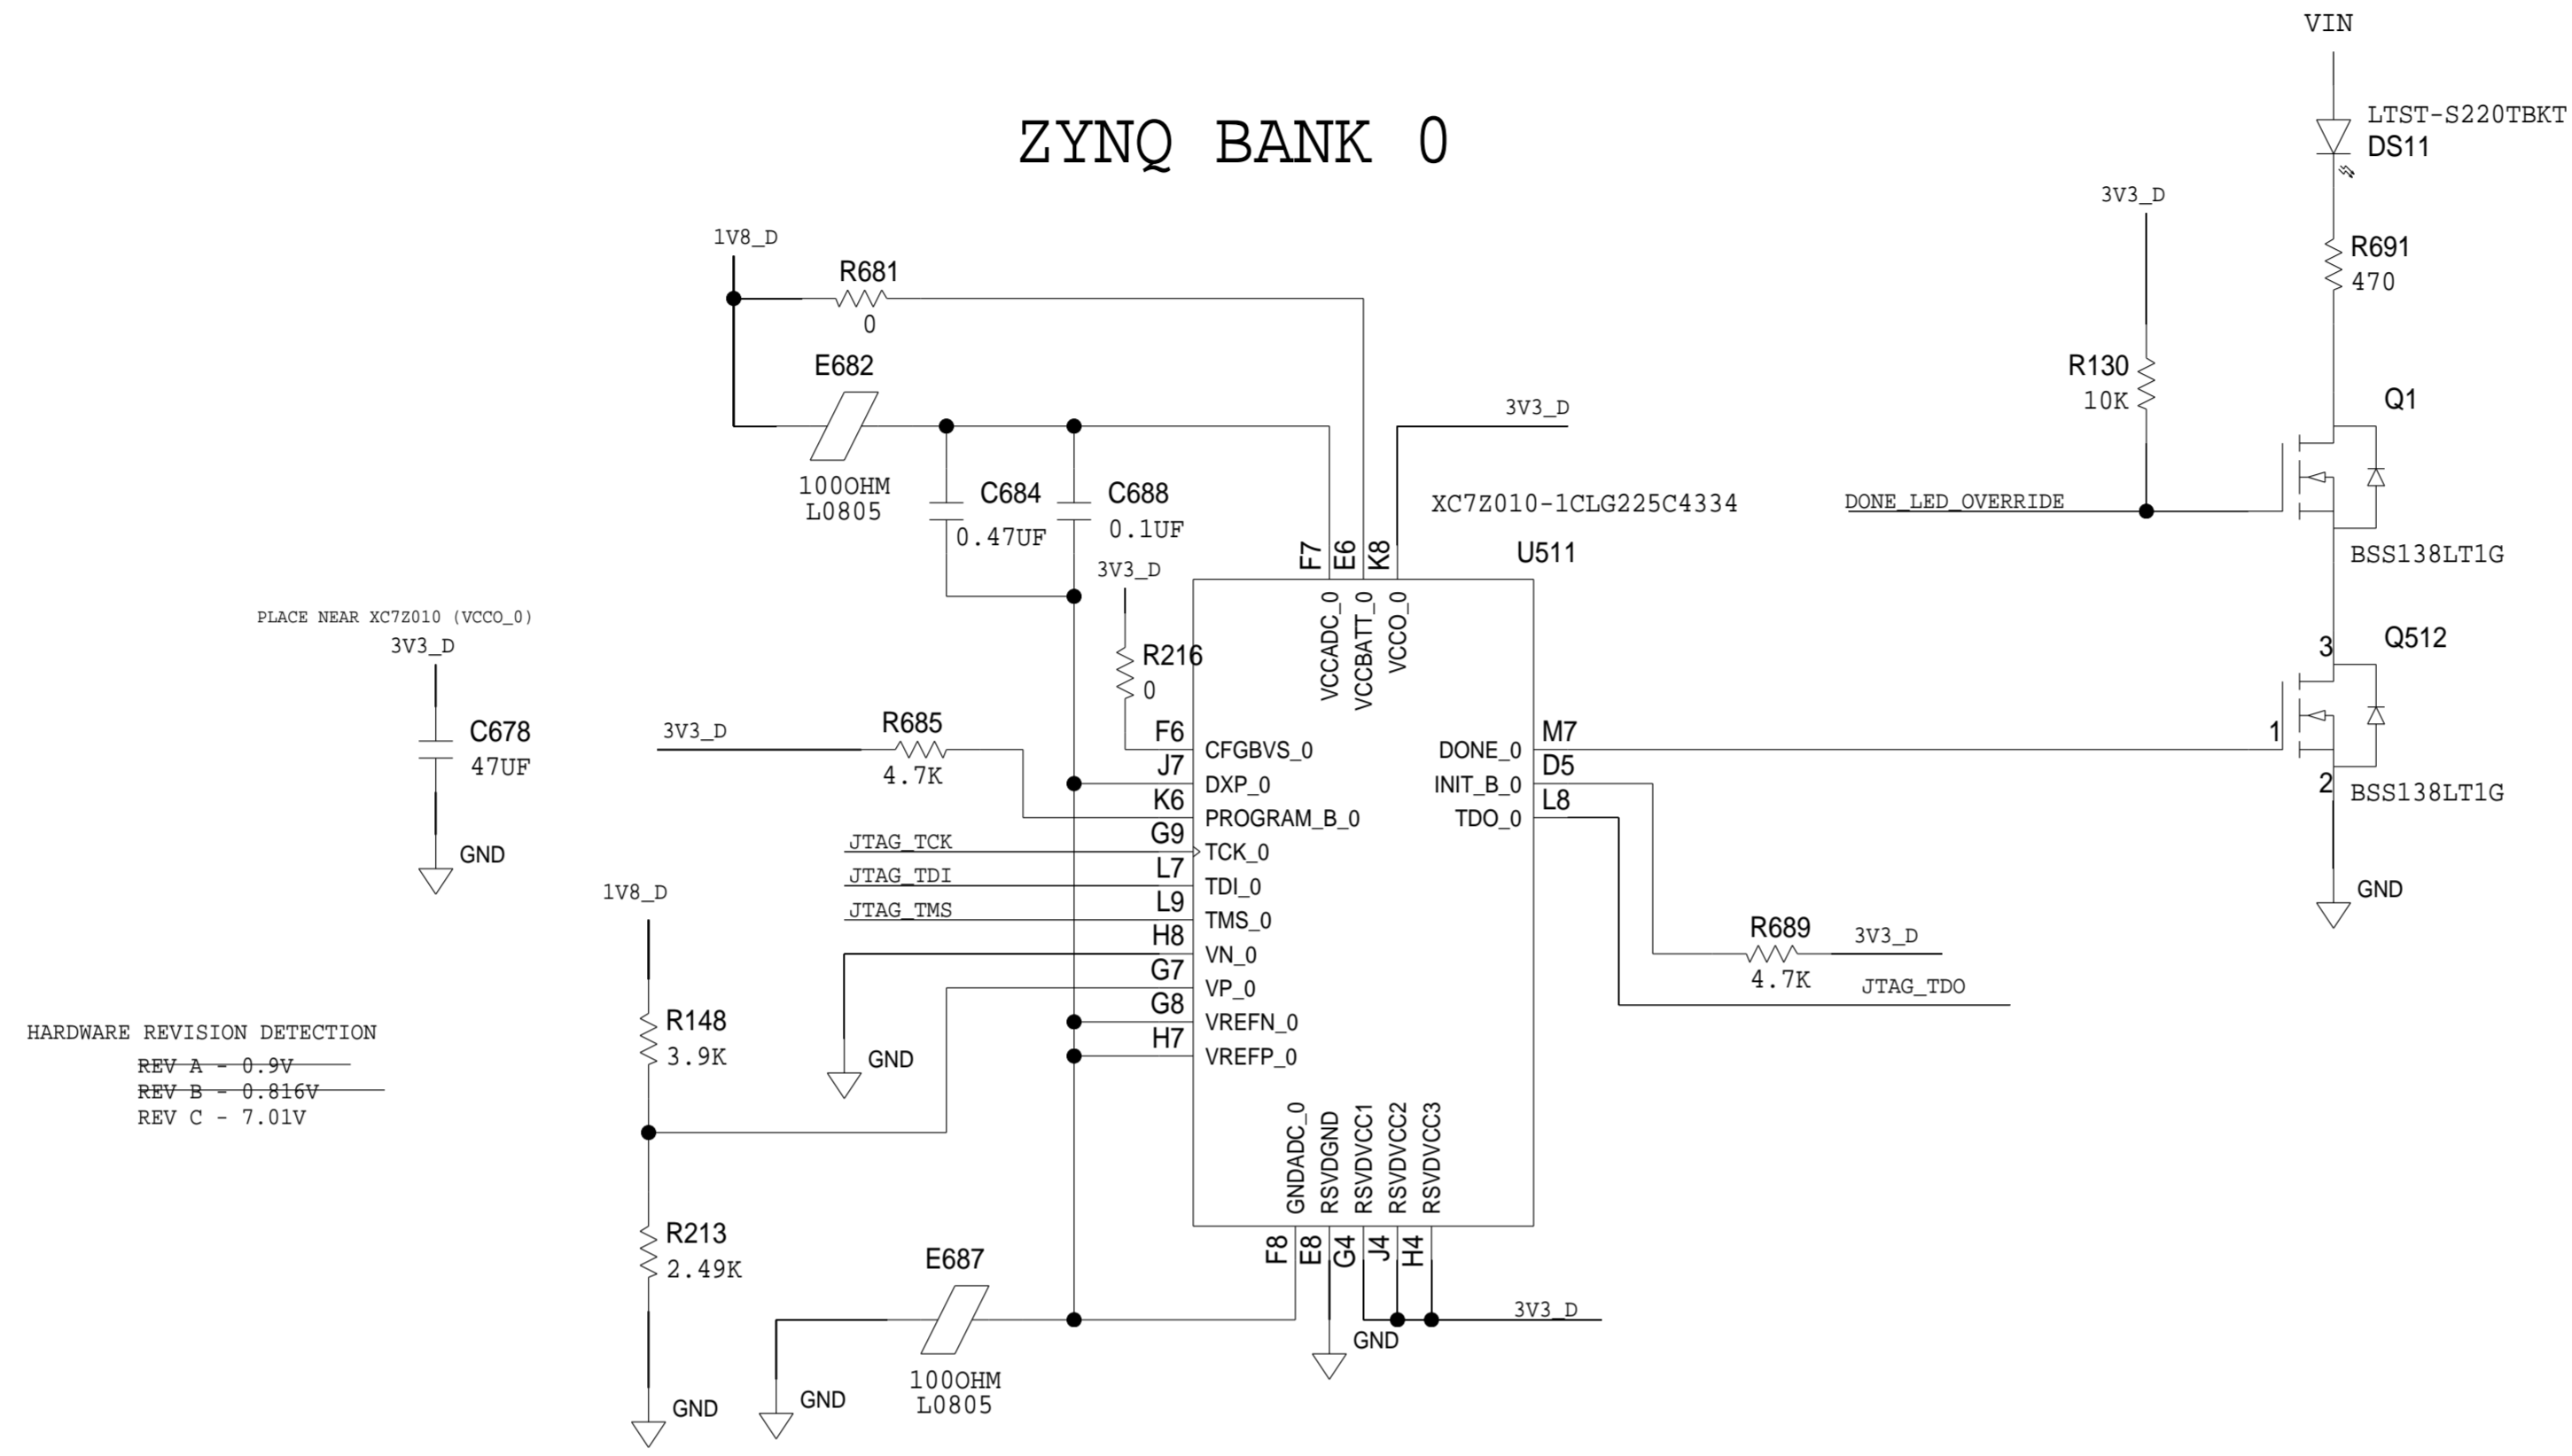 VIN
LTST-S220TBKT
DS11
ZYNQ BANK 0
3V3_D
1V8_D
R691
470
R681
0
E682
R130
10K
Q1
3V3_D
100OHM
L0805
C684
0.47UF
C688
0.1UF
XC7Z010-1CLG225C4334
U511
DONE_LED_OVERRIDE
BSS138LT1G
F7
E6
K8
3V3_D
PLACE NEAR XC7Z010 (VCCO_0)
3V3_D
VCCADC_0
VCCBATT_0
VCCO_0
R216
0
3
Q512
C678
47UF
GND
3V3_D
R685
4.7K
F6
CFGBVS_0
J7
DXP_0
K6
PROGRAM_B_0
JTAG_TCK
G9
TCK_0
JTAG_TDI
L7
TDI_0
JTAG_TMS
L9
TMS_0
H8
VN_0
G7
VP_0
G8
VREFN_0
H7
VREFP_0
M7
DONE_0
D5
INIT_B_0
L8
TDO_0
1
2
BSS138LT1G
GND
R689
4.7K
3V3_D
JTAG_TDO
1V8_D
R148
3.9K
GND
HARDWARE REVISION DETECTION
REV A - 0.9V
REV B - 0.816V
REV C - 7.01V
GNDADC_0
RSVDGND
RSVDVCC1
RSVDVCC2
RSVDVCC3
R213
2.49K
E687
F8
E8
G4
J4
H4
3V3_D
GND
100OHM
L0805
GND
GND